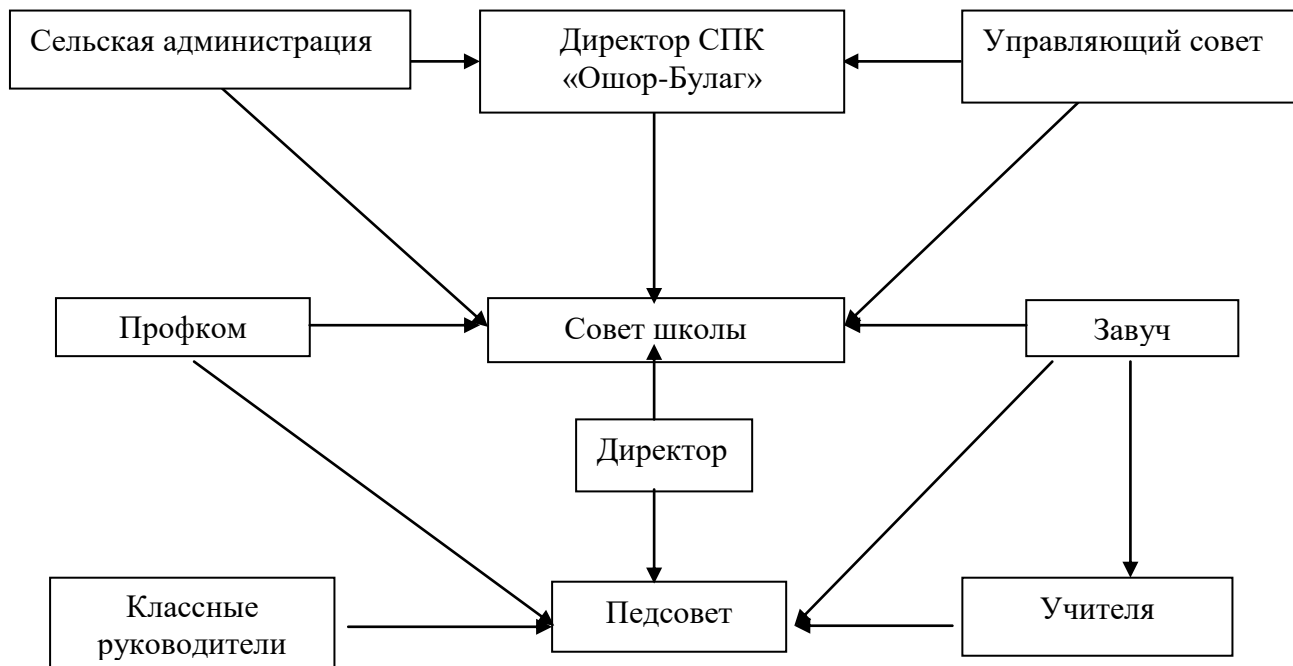 Сельская администрация
Директор СПК
«Ошор-Булаг»
Управляющий совет
Профком
Совет школы
Завуч
Директор
Классные
руководители
Педсовет
Учителя